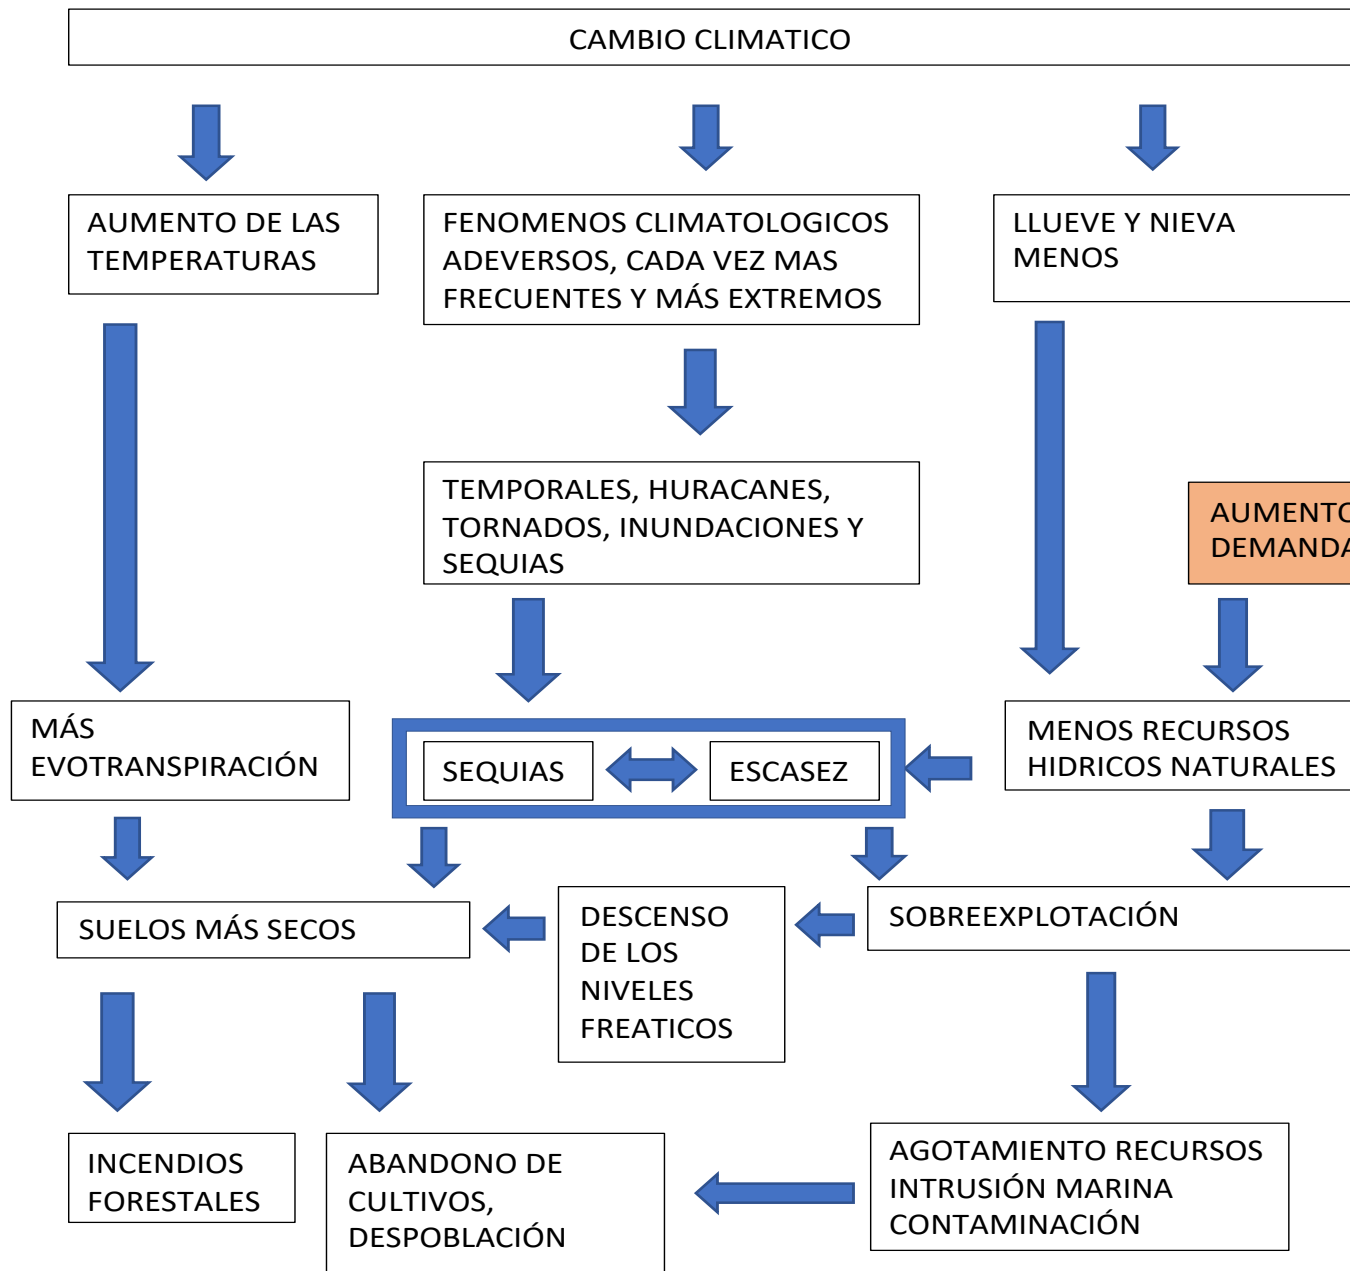 CAMBIO CLIMATICO
AUMENTO DE LAS
TEMPERATURAS
FENOMENOS CLIMATOLOGICOS
ADEVERSOS, CADA VEZ MAS
FRECUENTES Y MÁS EXTREMOS
LLUEVE Y NIEVA
MENOS
TEMPORALES, HURACANES,
TORNADOS, INUNDACIONES Y
SEQUIAS
AUMENTO
DEMANDA
MÁS
EVOTRANSPIRACIÓN
SEQUIAS
ESCASEZ
MENOS RECURSOS
HIDRICOS NATURALES
SUELOS MÁS SECOS
DESCENSO
DE LOS
NIVELES
FREATICOS
SOBREEXPLOTACIÓN
INCENDIOS
FORESTALES
ABANDONO DE
CULTIVOS,
DESPOBLACIÓN
AGOTAMIENTO RECURSOS
INTRUSIÓN MARINA
CONTAMINACIÓN